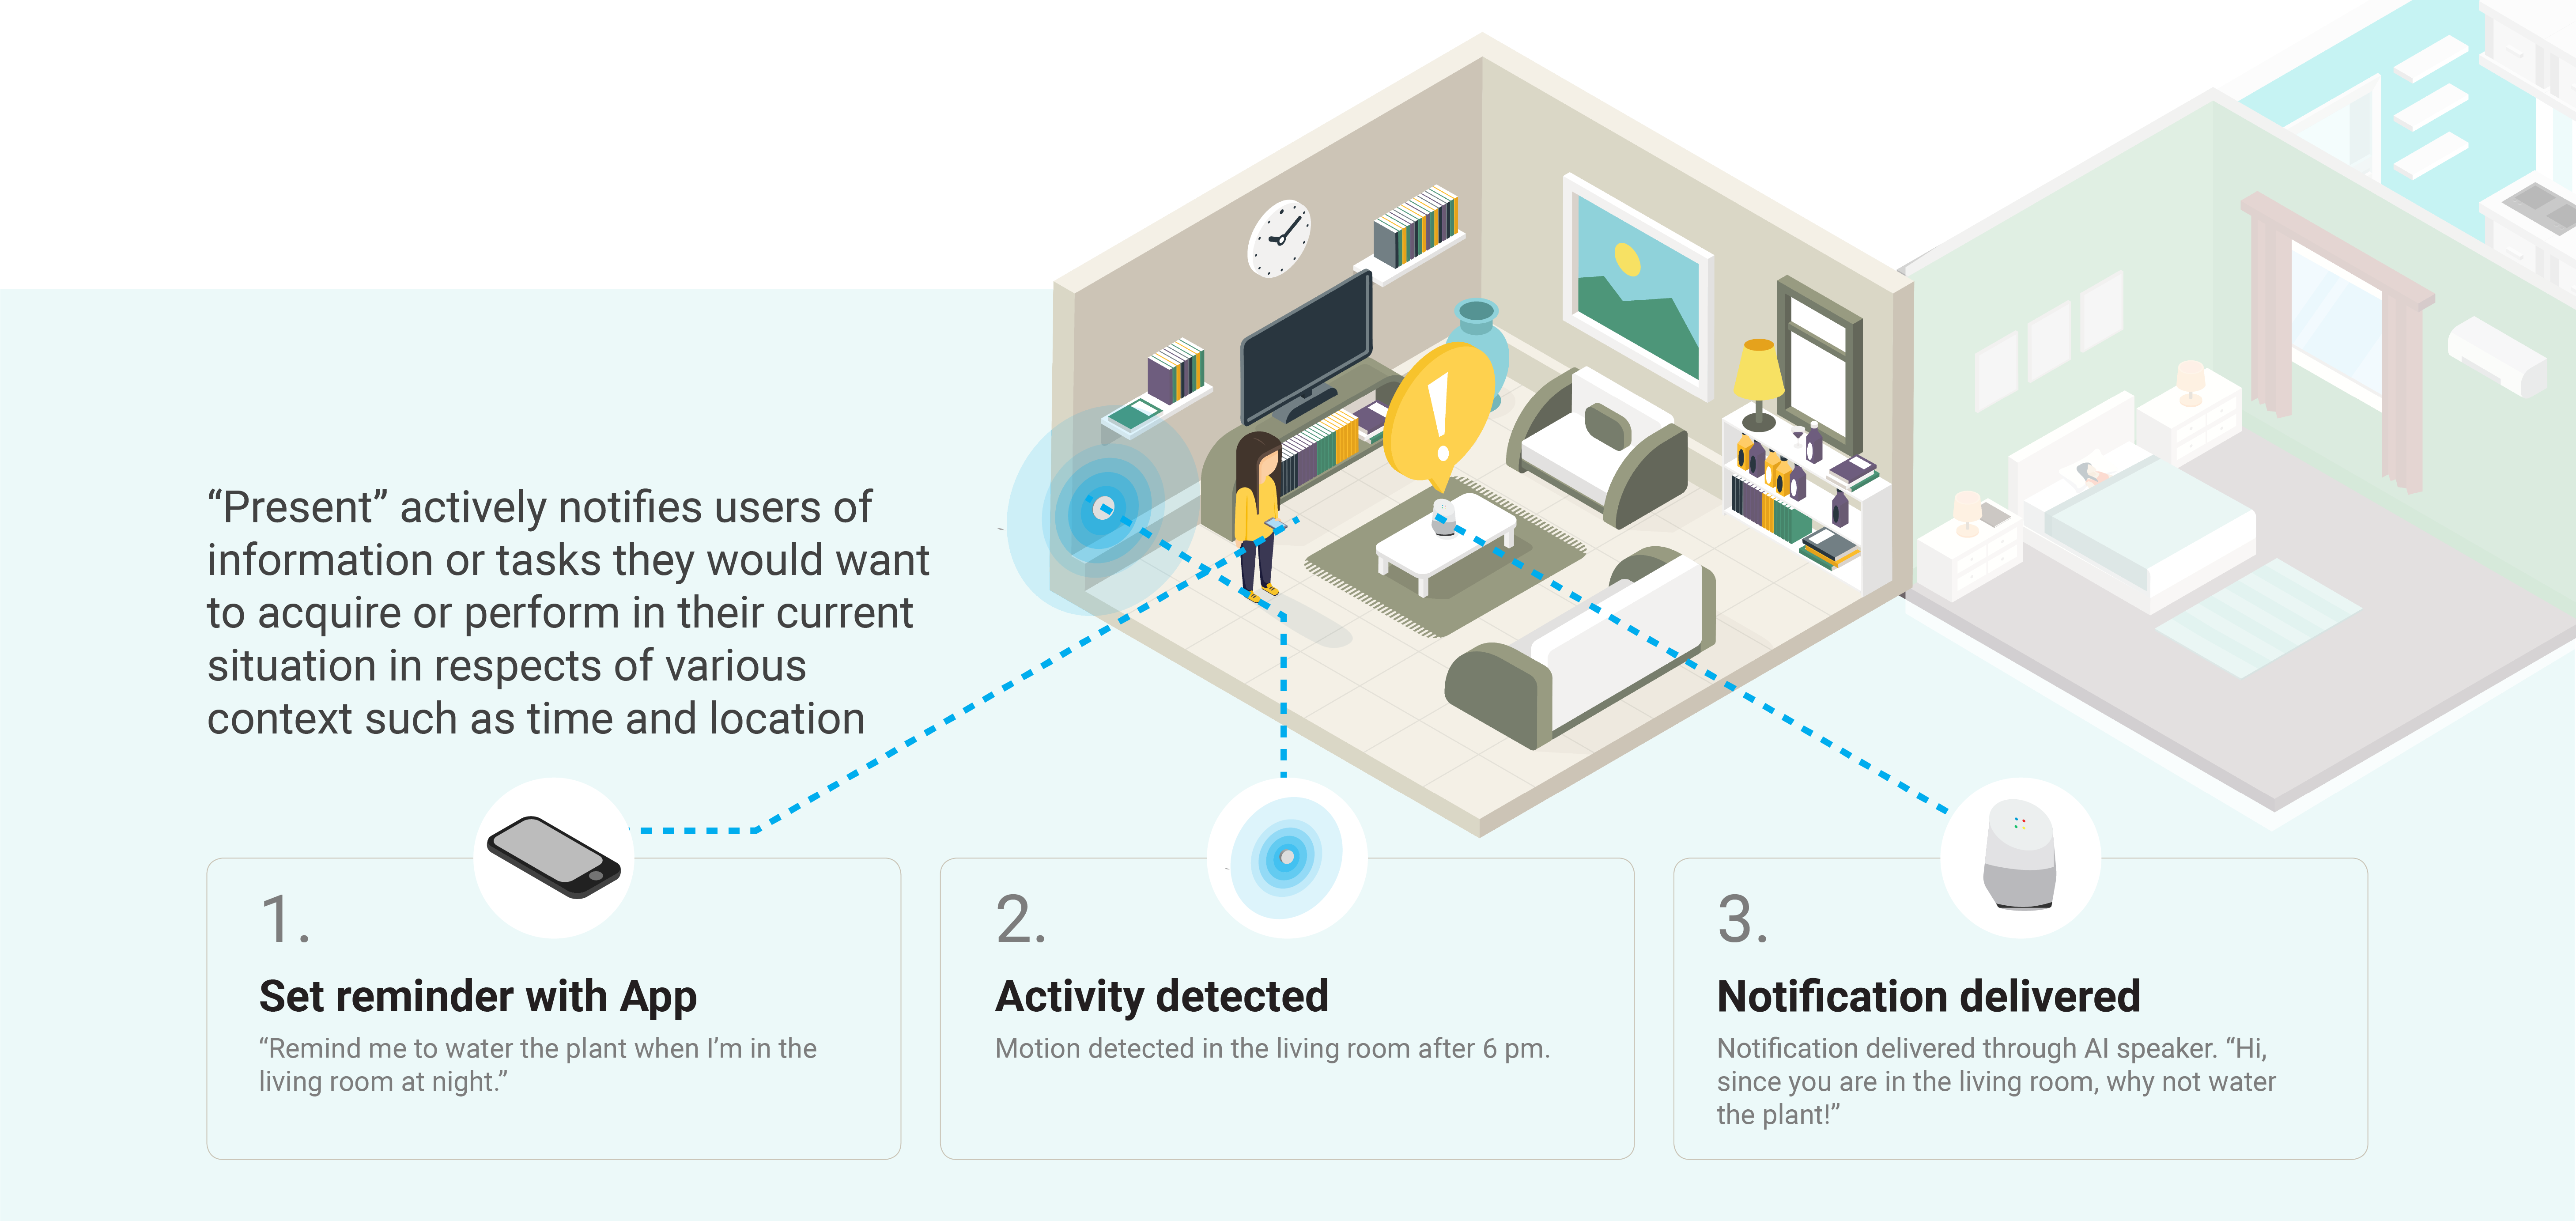 “Present” actively notifies users of
information or tasks they would want
to acquire or perform in their current
situation in respects of various
context such as time and location
1.
Set reminder with App
“Remind me to water the plant when I’m in the
living room at night.”
2.
Activity detected
Motion detected in the living room after 6 pm.
3.
Notification delivered
Notification delivered through AI speaker. “Hi,
since you are in the living room, why not water
the plant!”